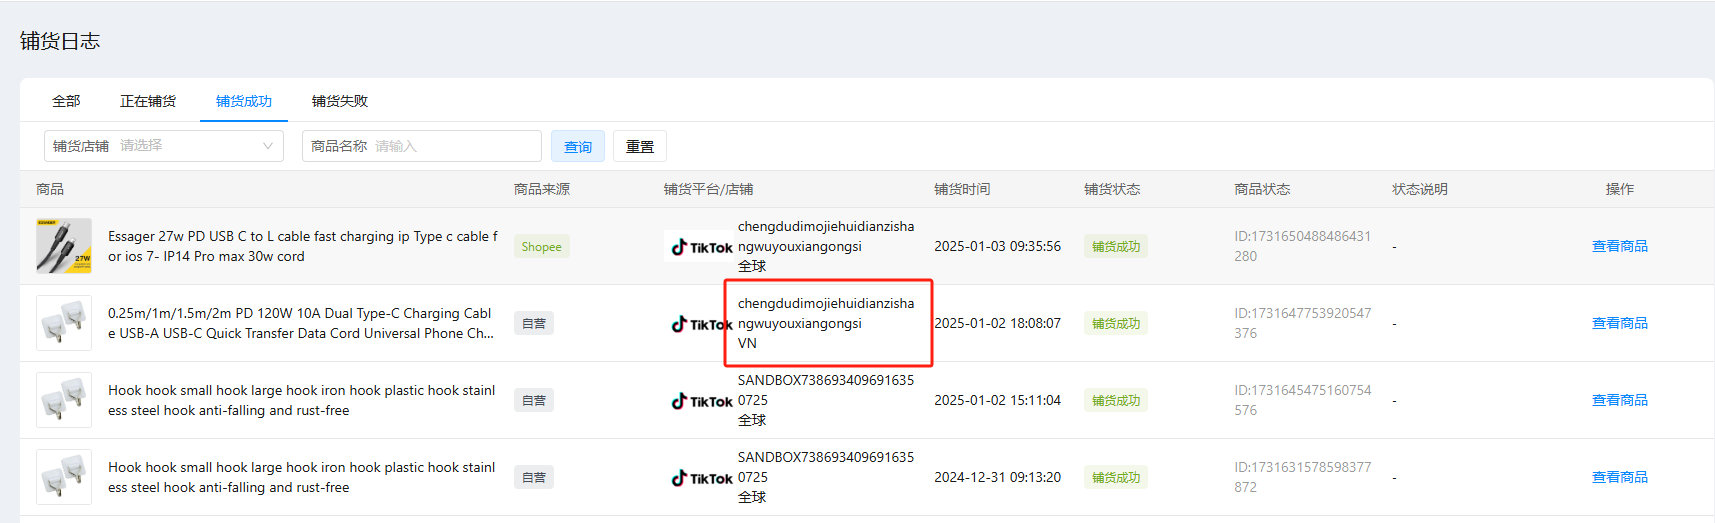 铺货日志
全部 正在铺货 铺货成功 铺货失败
铺货店铺 请选择 商品名称 请输入 查询 重置
商品 商品来源 铺货平台/店铺 铺货时间 铺货状态 商品状态 状态说明 操作
ESSAGER
27W
Essager 27w PD USB C to L cable fast charging ip Type c cable f
or ios 7- IP14 Pro max 30w cord
Shopee
TikTok
chengdudimojiehuidianzisha
ngwuyouxiangongsi
全球
2025-01-03 09:35:56
铺货成功
ID:1731650488486431
280
-
查看商品
0.25m/1m/1.5m/2m PD 120W 10A Dual Type-C Charging Cabl
e USB-A USB-C Quick Transfer Data Cord Universal Phone Ch...
自营
TikTok
chengdudimojiehuidianzisha
ngwuyouxiangongsi
VN
2025-01-02 18:08:07
铺货成功
ID:1731647753920547
376
-
查看商品
Hook hook small hook large hook iron hook plastic hook stainl
ess steel hook anti-falling and rust-free
自营
TikTok
SANDBOX738693409691635
0725
全球
2025-01-02 15:11:04
铺货成功
ID:1731645475160754
576
-
查看商品
Hook hook small hook large hook iron hook plastic hook stainl
ess steel hook anti-falling and rust-free
自营
TikTok
SANDBOX738693409691635
0725
全球
2024-12-31 09:13:20
铺货成功
ID:1731631578598377
872
-
查看商品